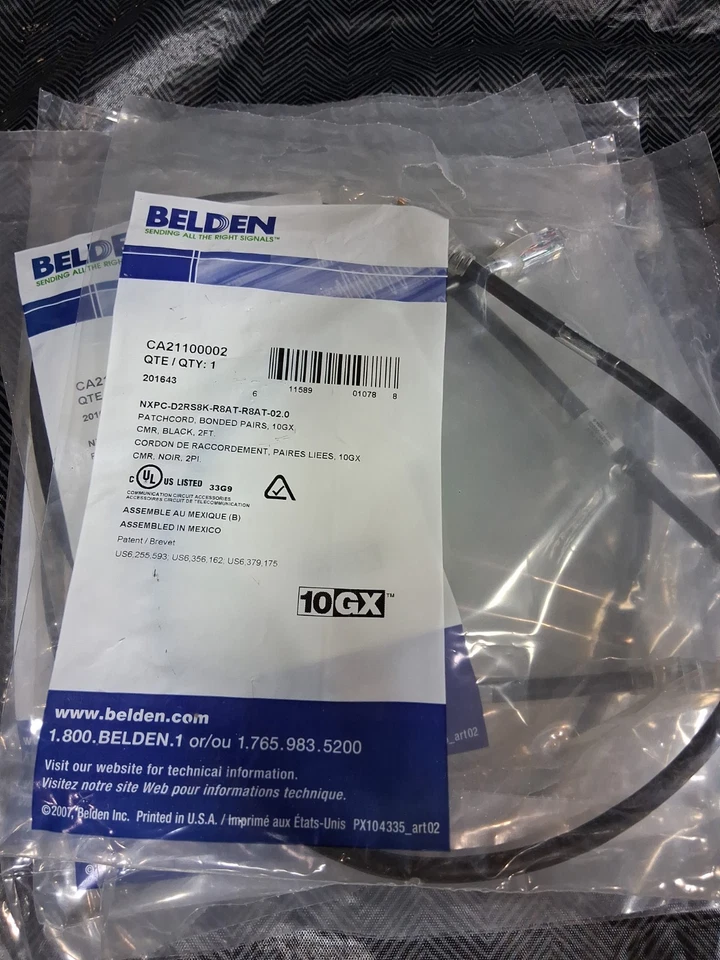 BELDEN
SENDING ALL THE RIGHT SIGNALS™
CA21100002
QTE / QTY: 1
201643
6 11589 01078 8
NXPC-D2RS8K-R8AT-R8AT-02.0
PATCHCORD, BONDED PAIRS, 10GX
CMR, BLACK, 2FT.
CORDON DE RACCORDEMENT, PAIRES LIEES, 10GX
CMR, NOIR, 2PI.
C UL US LISTED 33G9
COMMUNICATION CIRCUIT ACCESSORIES
ACCESSOIRES CIRCUIT DE TELECOMMUNICATION
ASSEMBLE AU MEXIQUE (B)
ASSEMBLED IN MEXICO
Patent / Brevet
US6,255,593; US6,356,162; US6,379,175
10GX™
www.belden.com
1.800.BELDEN.1 or/ou 1.765.983.5200
Visit our website for technical information.
Visitez notre site Web pour informations technique.
©2007, Belden Inc. Printed in U.S.A. / Imprimé aux États-Unis PX104335_art02
BELDE
SENDING ALL THE RIGHT
CA21
QTE
201
_art02